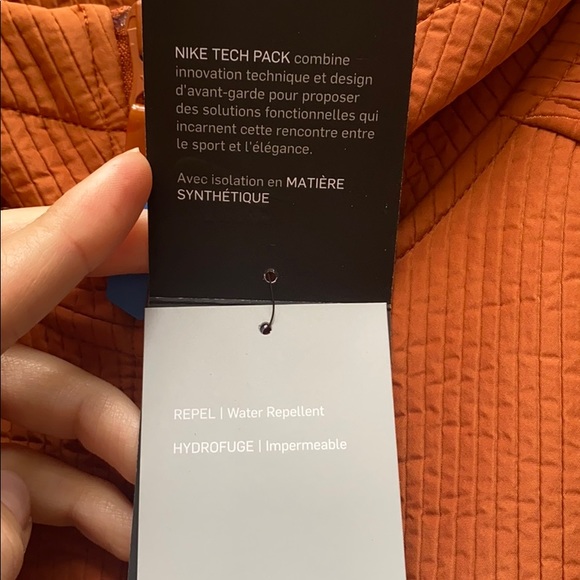 NIKE TECH PACK combine
innovation technique et design
d'avant-garde pour proposer
des solutions fonctionnelles qui
incarnent cette rencontre entre
le sport et l'élégance.
Avec isolation en MATIÈRE
SYNTHÉTIQUE
REPEL | Water Repellent
HYDROFUGE | Impermeable